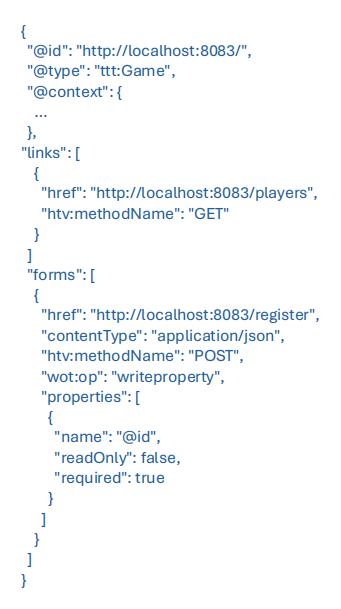 {
"@id": "http://localhost:8083/",
"@type": "ttt:Game",
"@context": {
...
},
"links": [
{
"href": "http://localhost:8083/players",
"htv:methodName": "GET"
}
]
"forms": [
{
"href": "http://localhost:8083/register",
"contentType": "application/json",
"htv:methodName": "POST",
"wot:op": "writeproperty",
"properties": [
{
"name": "@id",
"readOnly": false,
"required": true
}
]
}
]
}